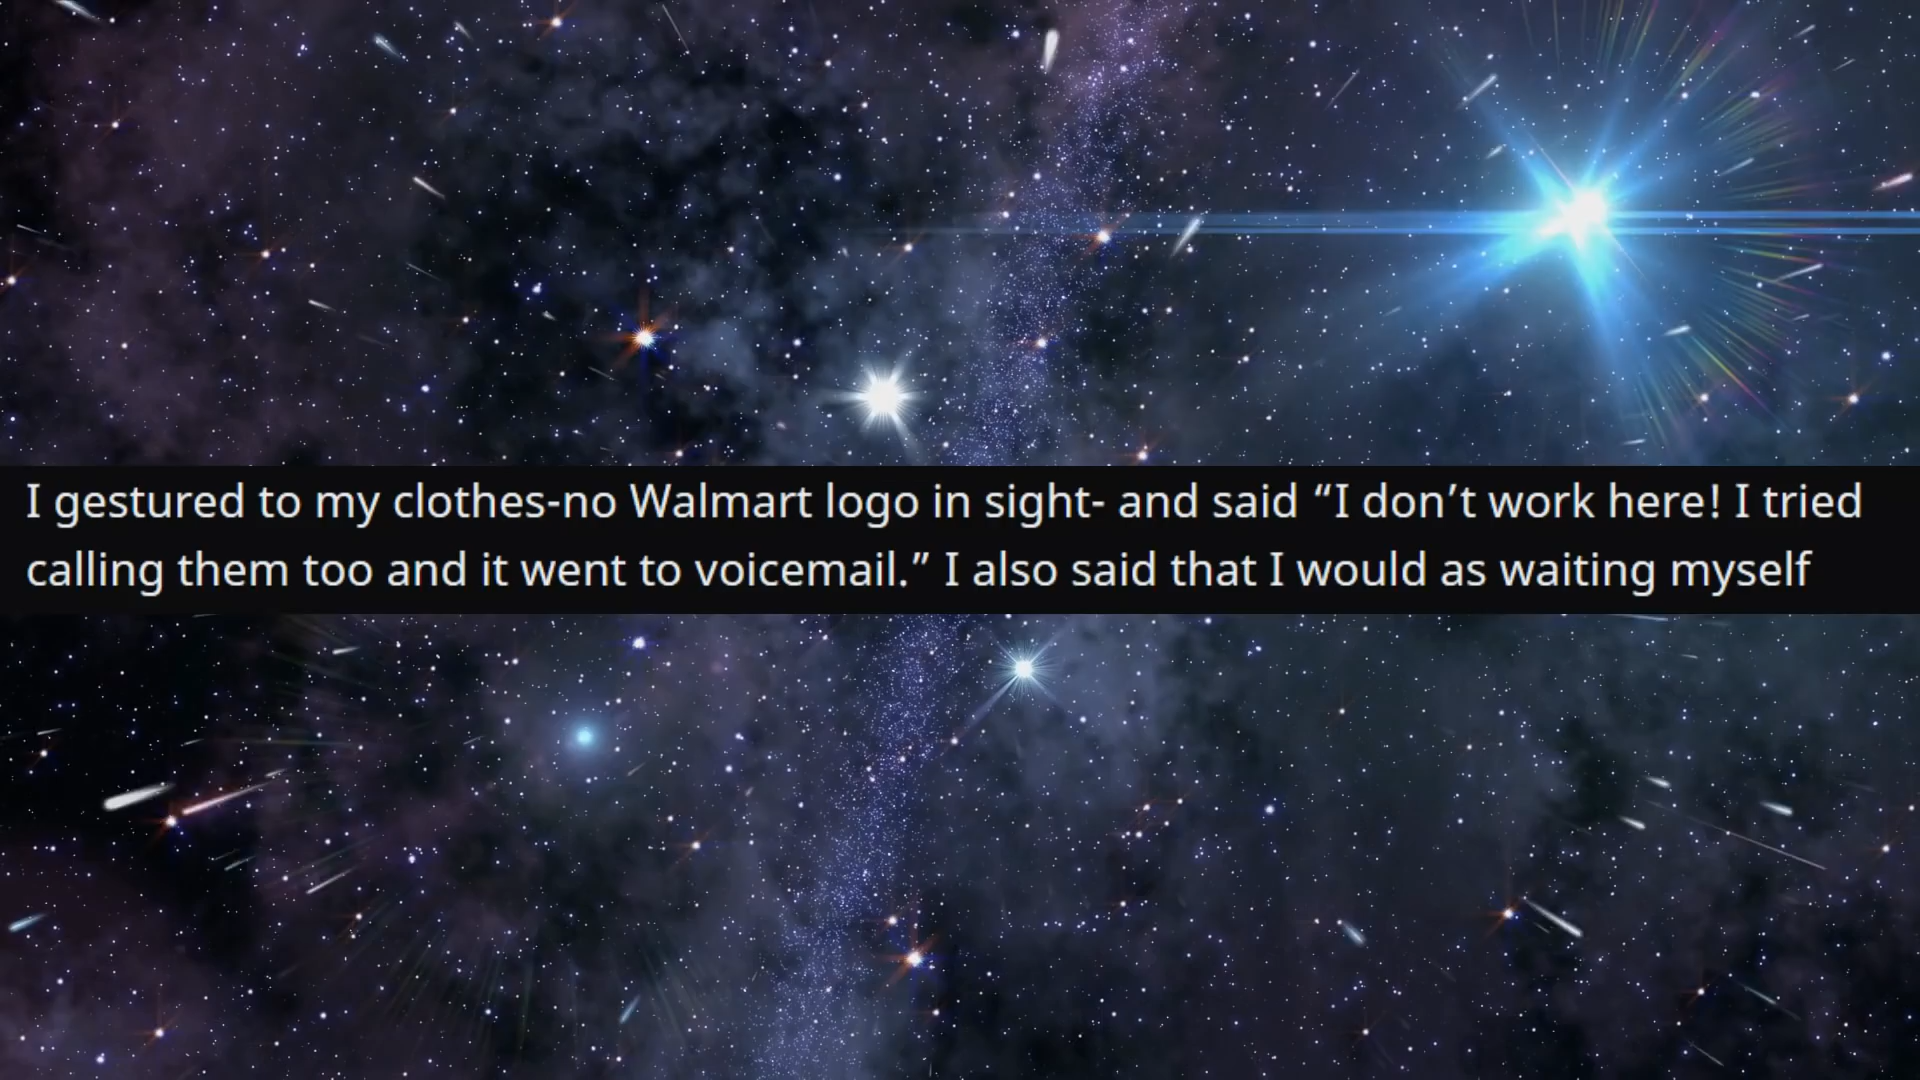 I gestured to my clothes-no Walmart logo in sight- and said “I don’t work here! I tried
calling them too and it went to voicemail.” I also said that I would as waiting myself